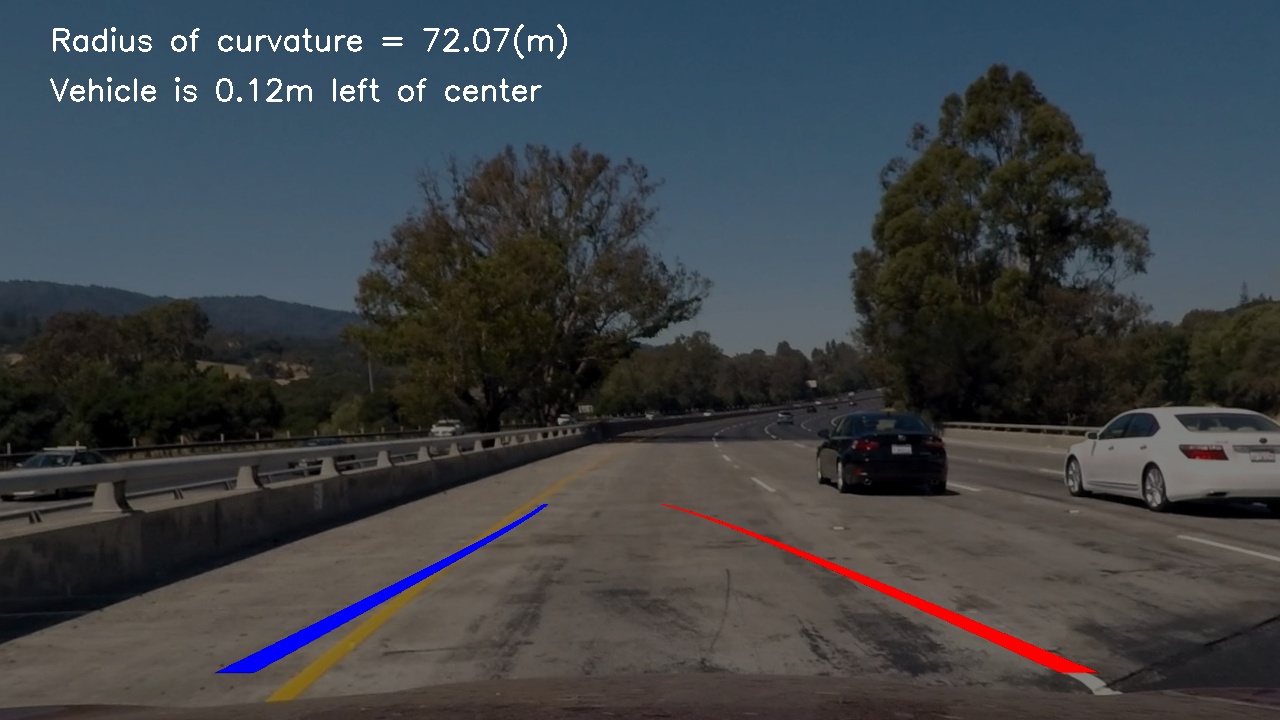 Radius of curvature = 72.07(m)
Vehicle is 0.12m left of center